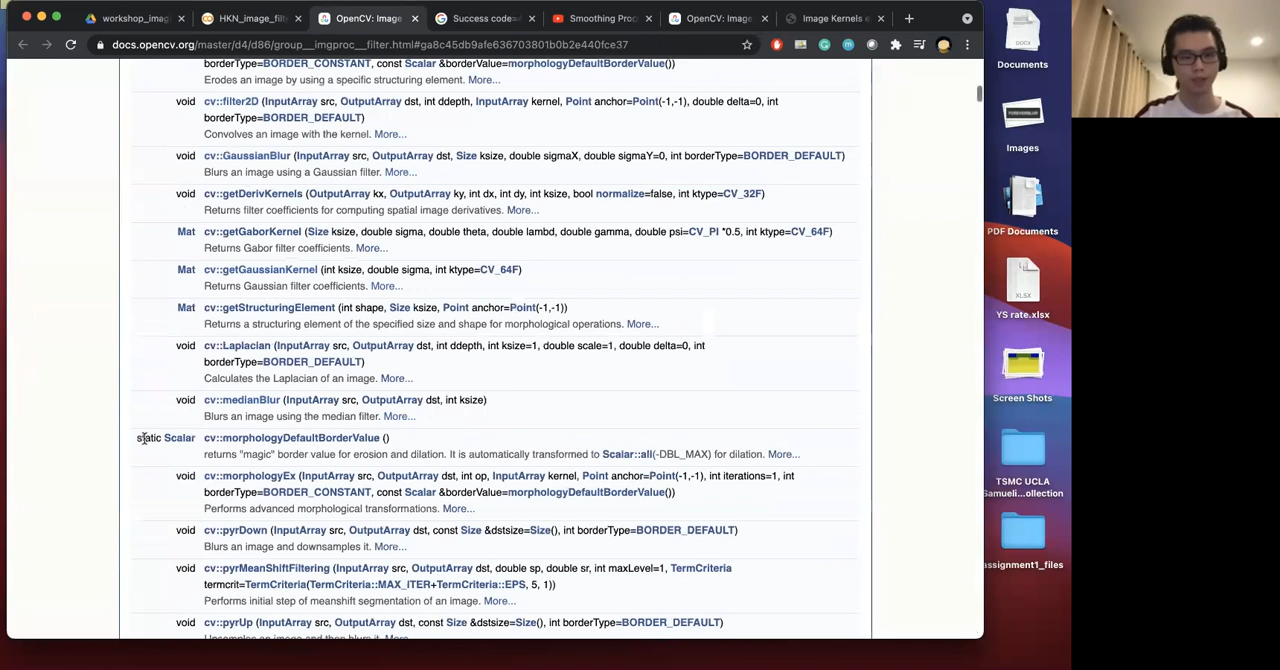 workshop_imag
HKN_image_filt
OpenCV: Image
Success code=
Smoothing Pro
OpenCV: Image
Image Kernels e
docs.opencv.org/master/d4/d86/group__imgproc__filter.html#ga8c45db9afe636703801b0b2e440fce37
borderType=BORDER_CONSTANT, const Scalar &borderValue=morphologyDefaultBorderValue())
Erodes an image by using a specific structuring element. More...
void cv::filter2D (InputArray src, OutputArray dst, int ddepth, InputArray kernel, Point anchor=Point(-1,-1), double delta=0, int
borderType=BORDER_DEFAULT)
Convolves an image with the kernel. More...
void cv::GaussianBlur (InputArray src, OutputArray dst, Size ksize, double sigmaX, double sigmaY=0, int borderType=BORDER_DEFAULT)
Blurs an image using a Gaussian filter. More...
void cv::getDerivKernels (OutputArray kx, OutputArray ky, int dx, int dy, int ksize, bool normalize=false, int ktype=CV_32F)
Returns filter coefficients for computing spatial image derivatives. More...
Mat cv::getGaborKernel (Size ksize, double sigma, double theta, double lambd, double gamma, double psi=CV_PI *0.5, int ktype=CV_64F)
Returns Gabor filter coefficients. More...
Mat cv::getGaussianKernel (int ksize, double sigma, int ktype=CV_64F)
Returns Gaussian filter coefficients. More...
Mat cv::getStructuringElement (int shape, Size ksize, Point anchor=Point(-1,-1))
Returns a structuring element of the specified size and shape for morphological operations. More...
void cv::Laplacian (InputArray src, OutputArray dst, int ddepth, int ksize=1, double scale=1, double delta=0, int
borderType=BORDER_DEFAULT)
Calculates the Laplacian of an image. More...
void cv::medianBlur (InputArray src, OutputArray dst, int ksize)
Blurs an image using the median filter. More...
static Scalar cv::morphologyDefaultBorderValue ()
returns "magic" border value for erosion and dilation. It is automatically transformed to Scalar::all(-DBL_MAX) for dilation. More...
void cv::morphologyEx (InputArray src, OutputArray dst, int op, InputArray kernel, Point anchor=Point(-1,-1), int iterations=1, int
borderType=BORDER_CONSTANT, const Scalar &borderValue=morphologyDefaultBorderValue())
Performs advanced morphological transformations. More...
void cv::pyrDown (InputArray src, OutputArray dst, const Size &dstsize=Size(), int borderType=BORDER_DEFAULT)
Blurs an image and downsamples it. More...
void cv::pyrMeanShiftFiltering (InputArray src, OutputArray dst, double sp, double sr, int maxLevel=1, TermCriteria
termcrit=TermCriteria(TermCriteria::MAX_ITER+TermCriteria::EPS, 5, 1))
Performs initial step of meanshift segmentation of an image. More...
void cv::pyrUp (InputArray src, OutputArray dst, const Size &dstsize=Size(), int borderType=BORDER_DEFAULT)
Upsamples an image and then blurs it. More...
DOCX
Documents
Images
PDF Documents
XLSX
YS rate.xlsx
Screen Shots
TSMC UCLA
Samueli...ollection
assignment1_files